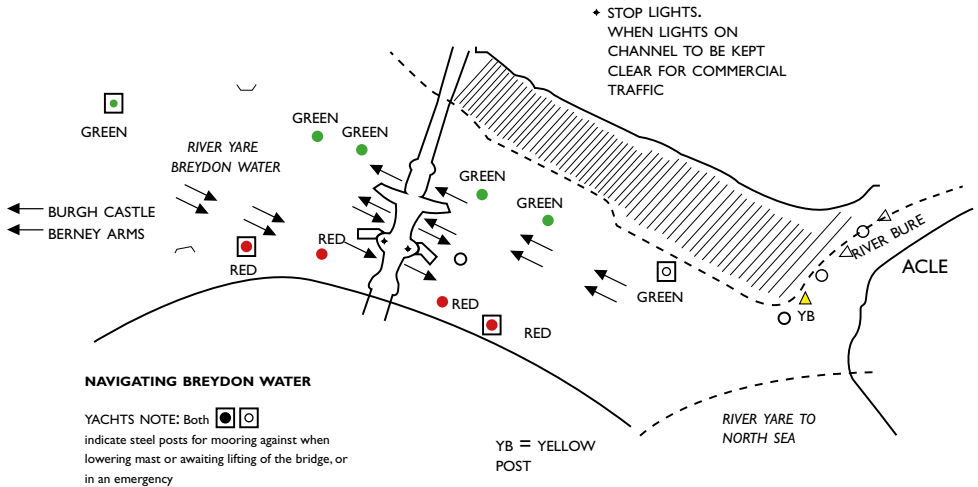 ✦ STOP LIGHTS.
WHEN LIGHTS ON
CHANNEL TO BE KEPT
CLEAR FOR COMMERCIAL
TRAFFIC
GREEN
GREEN
GREEN
RIVER YARE
BREYDON WATER
GREEN
GREEN
BURGH CASTLE
BERNEY ARMS
RED
RED
RIVER BURE
ACLE
GREEN
YB
RED
RED
NAVIGATING BREYDON WATER
YACHTS NOTE: Both
indicate steel posts for mooring against when
lowering mast or awaiting lifting of the bridge, or
in an emergency
YB = YELLOW
POST
RIVER YARE TO
NORTH SEA